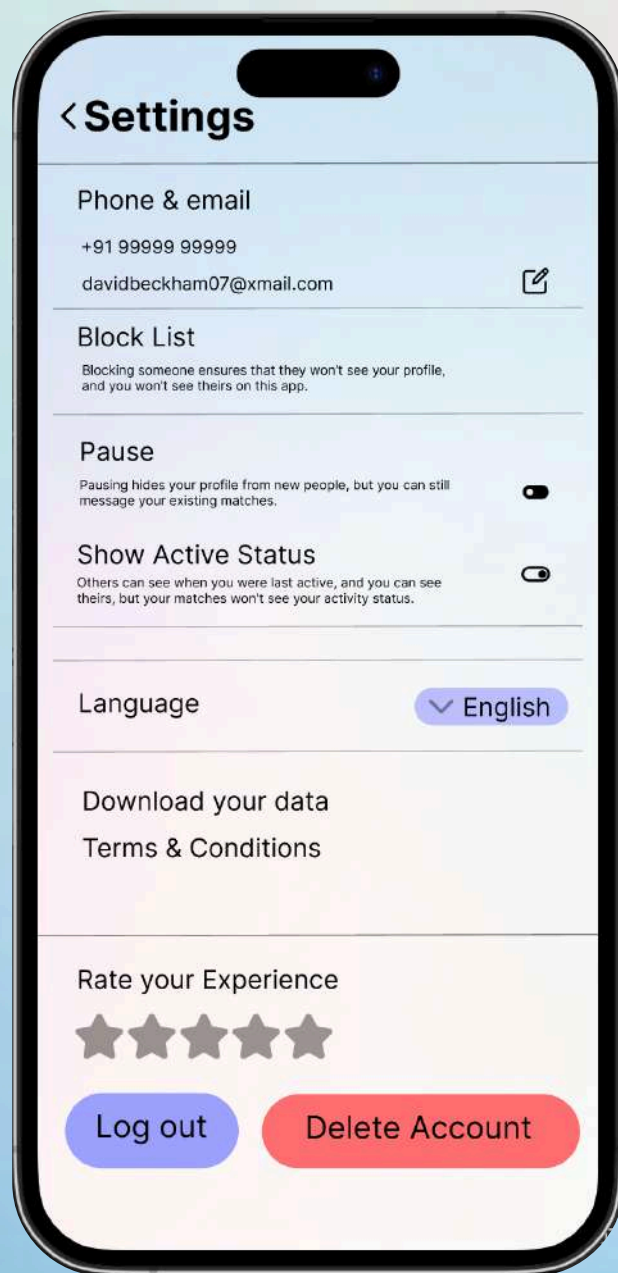 Settings
Phone & email
+91 99999 99999
davidbeckham07@xmail.com
Block List
Blocking someone ensures that they won't see your profile,
and you won't see theirs on this app.
Pause
Pausing hides your profile from new people, but you can still
message your existing matches.
Show Active Status
Others can see when you were last active, and you can see
theirs, but your matches won't see your activity status.
Language
English
Download your data
Terms & Conditions
Rate your Experience
Log out
Delete Account